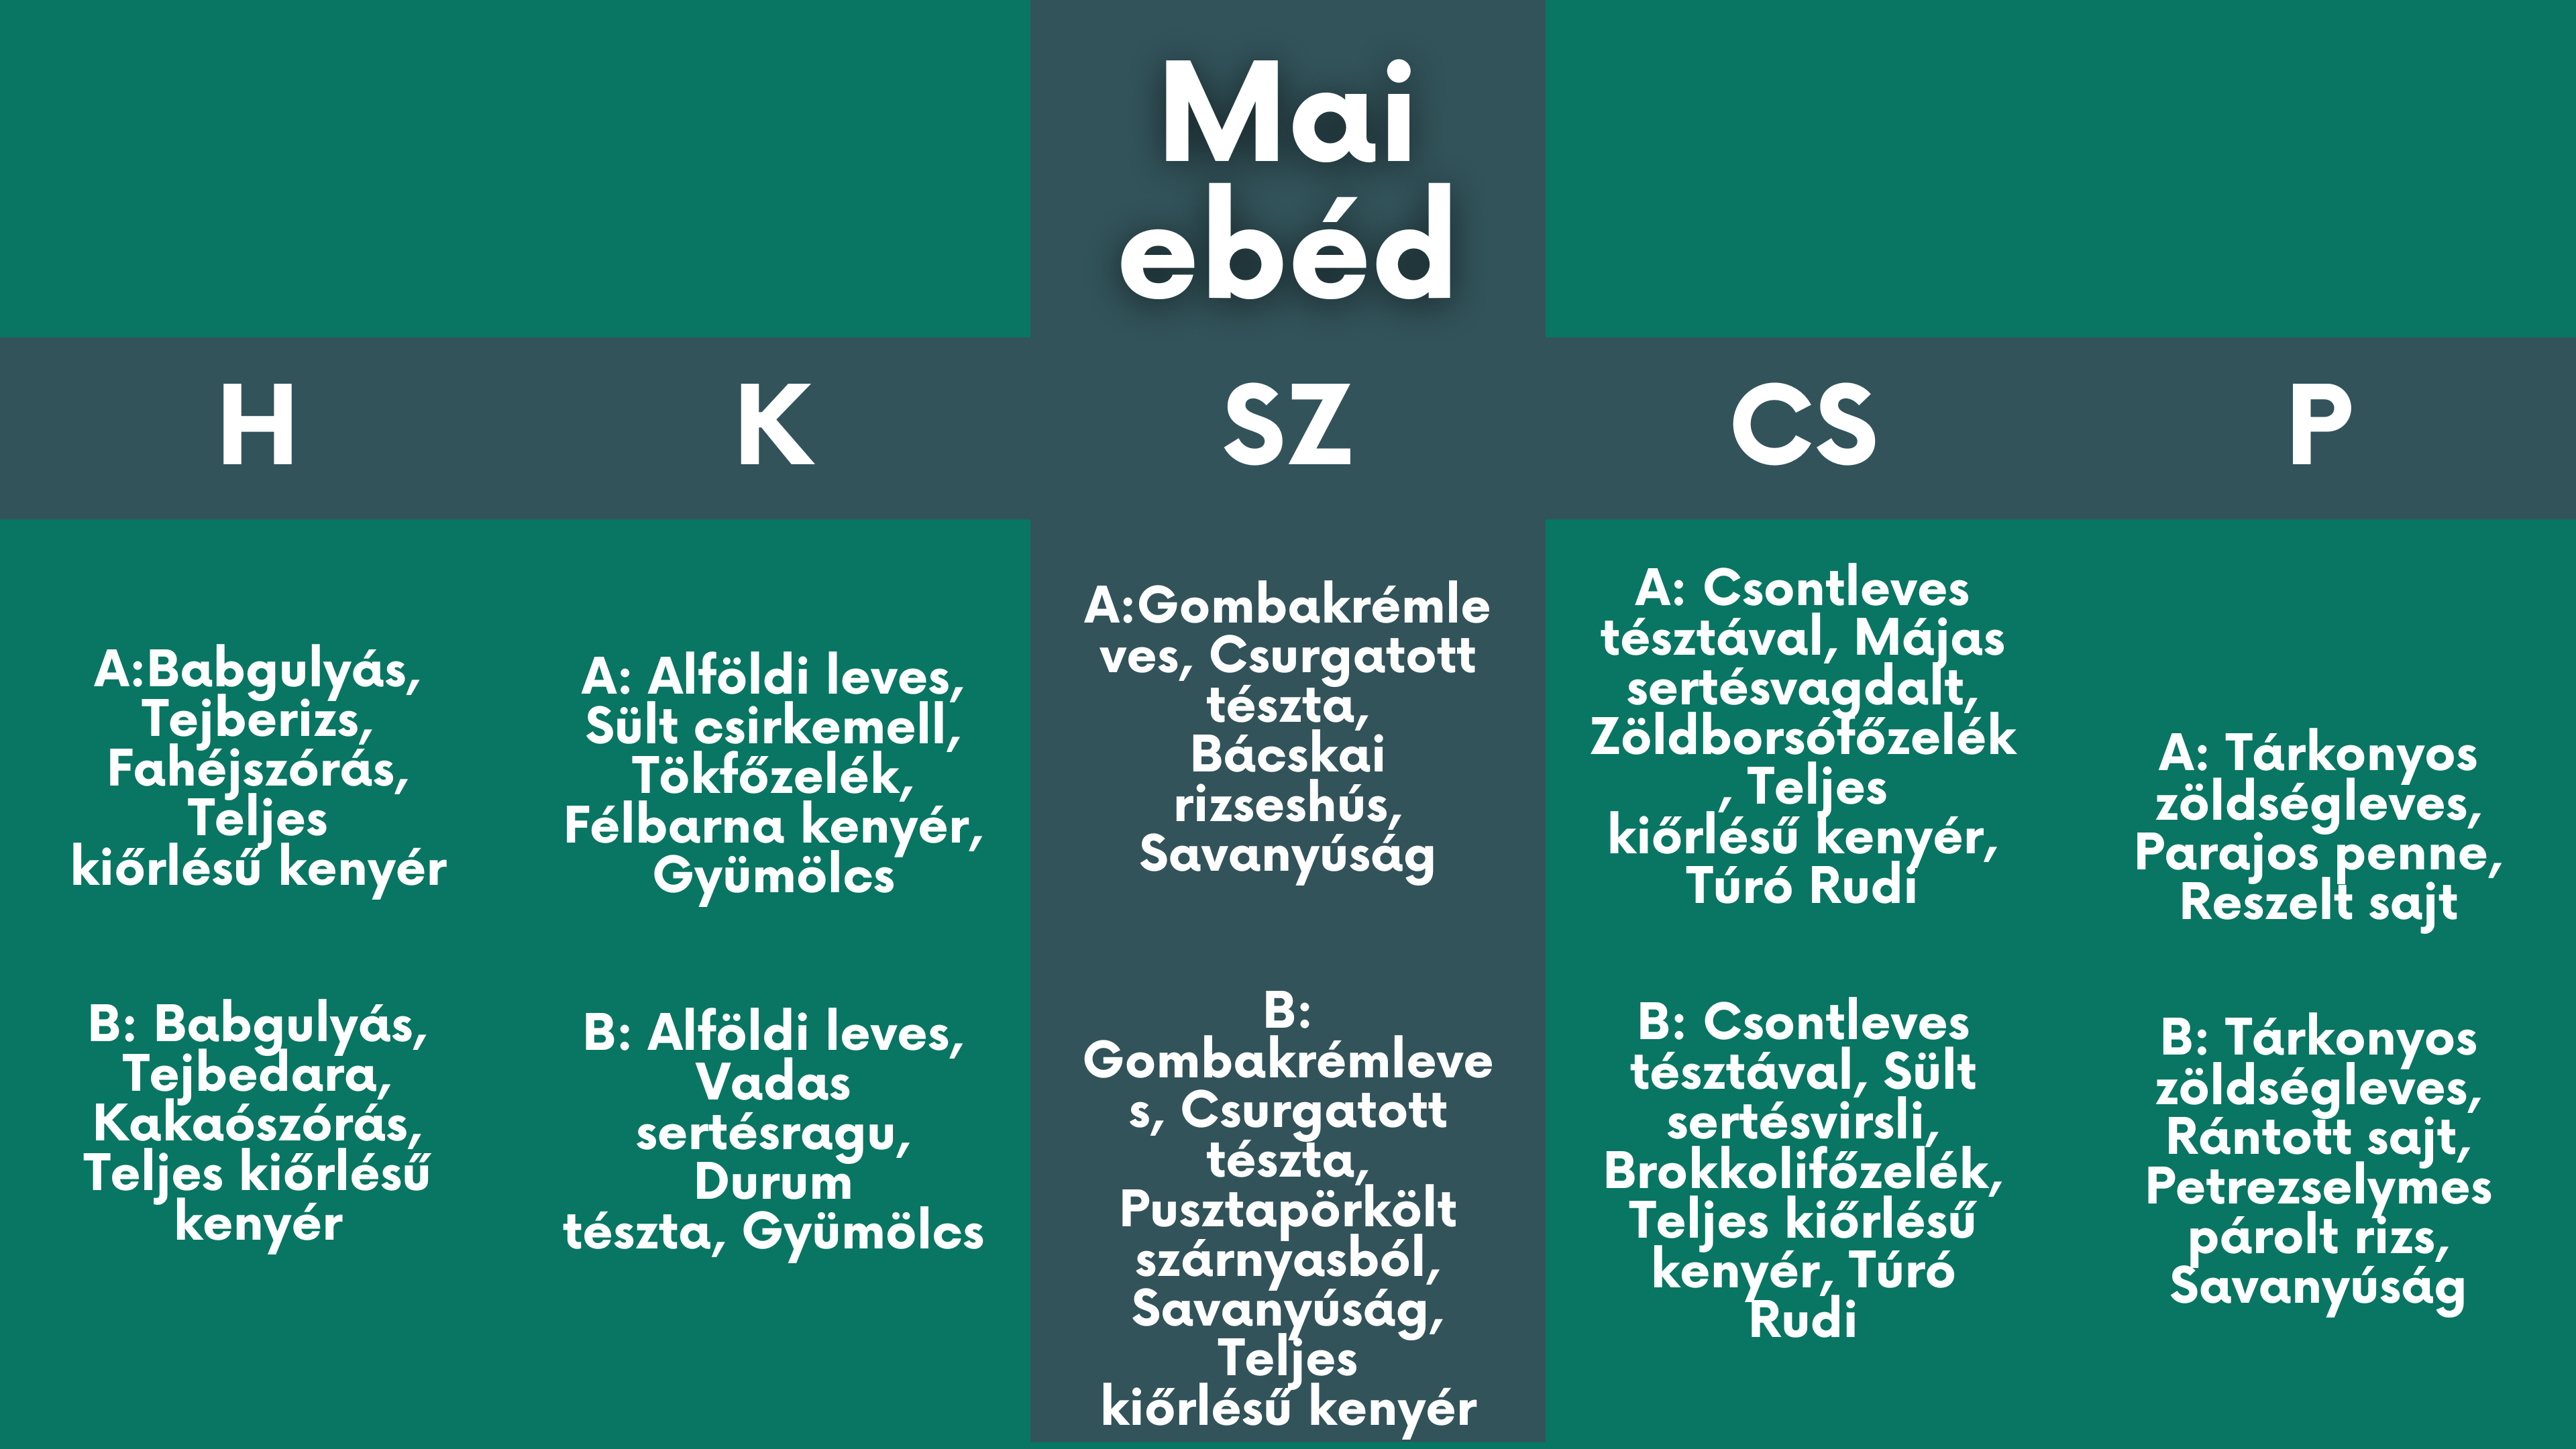 Mai
ebéd
H
K
SZ
CS
P
A:Babgulyás,
Tejberizs,
Fahéjszórás,
Teljes
kiőrlésű kenyér
B: Babgulyás,
Tejbedara,
Kakaószórás,
Teljes kiőrlésű
kenyér
A: Alföldi leves,
Sült csirkemell,
Tökfőzelék,
Félbarna kenyér,
Gyümölcs
B: Alföldi leves,
Vadas
sertésragu,
Durum
tészta, Gyümölcs
A:Gombakrémle
ves, Csurgatott
tészta,
Bácskai
rizseshús,
Savanyúság
B:
Gombakrémleve
s, Csurgatott
tészta,
Pusztapörkölt
szárnyasból,
Savanyúság,
Teljes
kiőrlésű kenyér
A: Csontleves
tésztával, Májas
sertésvagdalt,
Zöldborsófőzelék
, Teljes
kiőrlésű kenyér,
Túró Rudi
B: Csontleves
tésztával, Sült
sertésvirsli,
Brokkolifőzelék,
Teljes kiőrlésű
kenyér, Túró
Rudi
A: Tárkonyos
zöldségleves,
Parajos penne,
Reszelt sajt
B: Tárkonyos
zöldségleves,
Rántott sajt,
Petrezselymes
párolt rizs,
Savanyúság